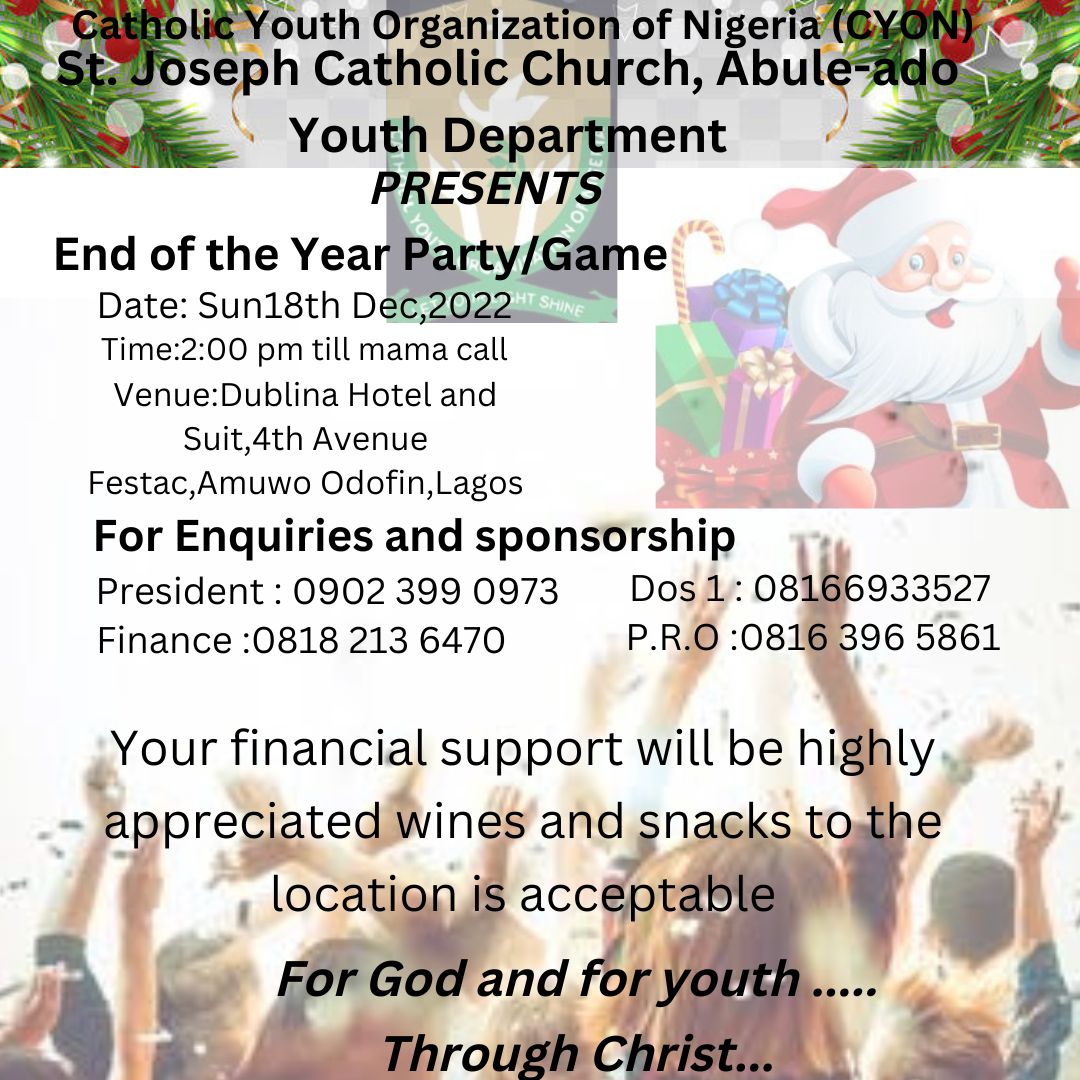 Catholic Youth Organization of Nigeria (CYON)
St. Joseph Catholic Church, Abule-ado
Youth Department
PRESENTS
End of the Year Party/Game
Date: Sun18th Dec,2022
Time:2:00 pm till mama call
Venue:Dublina Hotel and
Suit,4th Avenue
Festac,Amuwo Odofin,Lagos
For Enquiries and sponsorship
President : 0902 399 0973
Dos 1 : 08166933527
Finance :0818 213 6470
P.R.O :0816 396 5861
Your financial support will be highly
appreciated wines and snacks to the
location is acceptable
For God and for youth .....
Through Christ...